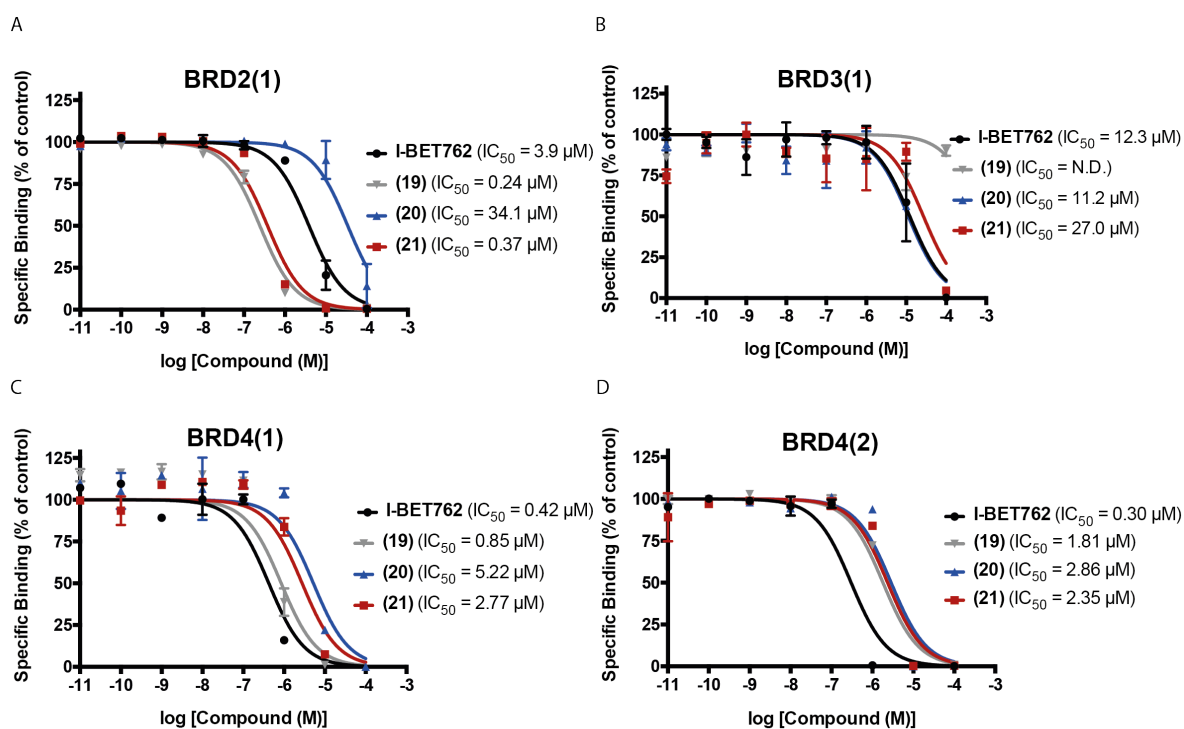 A
BRD2(1)
Specific Binding (% of control)
125
100
75
50
25
0
-11 -10 -9 -8 -7 -6 -5 -4 -3
log [Compound (M)]
I-BET762 (IC50 = 3.9 µM)
(19) (IC50 = 0.24 µM)
(20) (IC50 = 34.1 µM)
(21) (IC50 = 0.37 µM)
B
BRD3(1)
Specific Binding (% of control)
125
100
75
50
25
0
-11 -10 -9 -8 -7 -6 -5 -4 -3
log [Compound (M)]
I-BET762 (IC50 = 12.3 µM)
(19) (IC50 = N.D.)
(20) (IC50 = 11.2 µM)
(21) (IC50 = 27.0 µM)
C
BRD4(1)
Specific Binding (% of control)
125
100
75
50
25
0
-11 -10 -9 -8 -7 -6 -5 -4 -3
log [Compound (M)]
I-BET762 (IC50 = 0.42 µM)
(19) (IC50 = 0.85 µM)
(20) (IC50 = 5.22 µM)
(21) (IC50 = 2.77 µM)
D
BRD4(2)
Specific Binding (% of control)
125
100
75
50
25
0
-11 -10 -9 -8 -7 -6 -5 -4 -3
log [Compound (M)]
I-BET762 (IC50 = 0.30 µM)
(19) (IC50 = 1.81 µM)
(20) (IC50 = 2.86 µM)
(21) (IC50 = 2.35 µM)